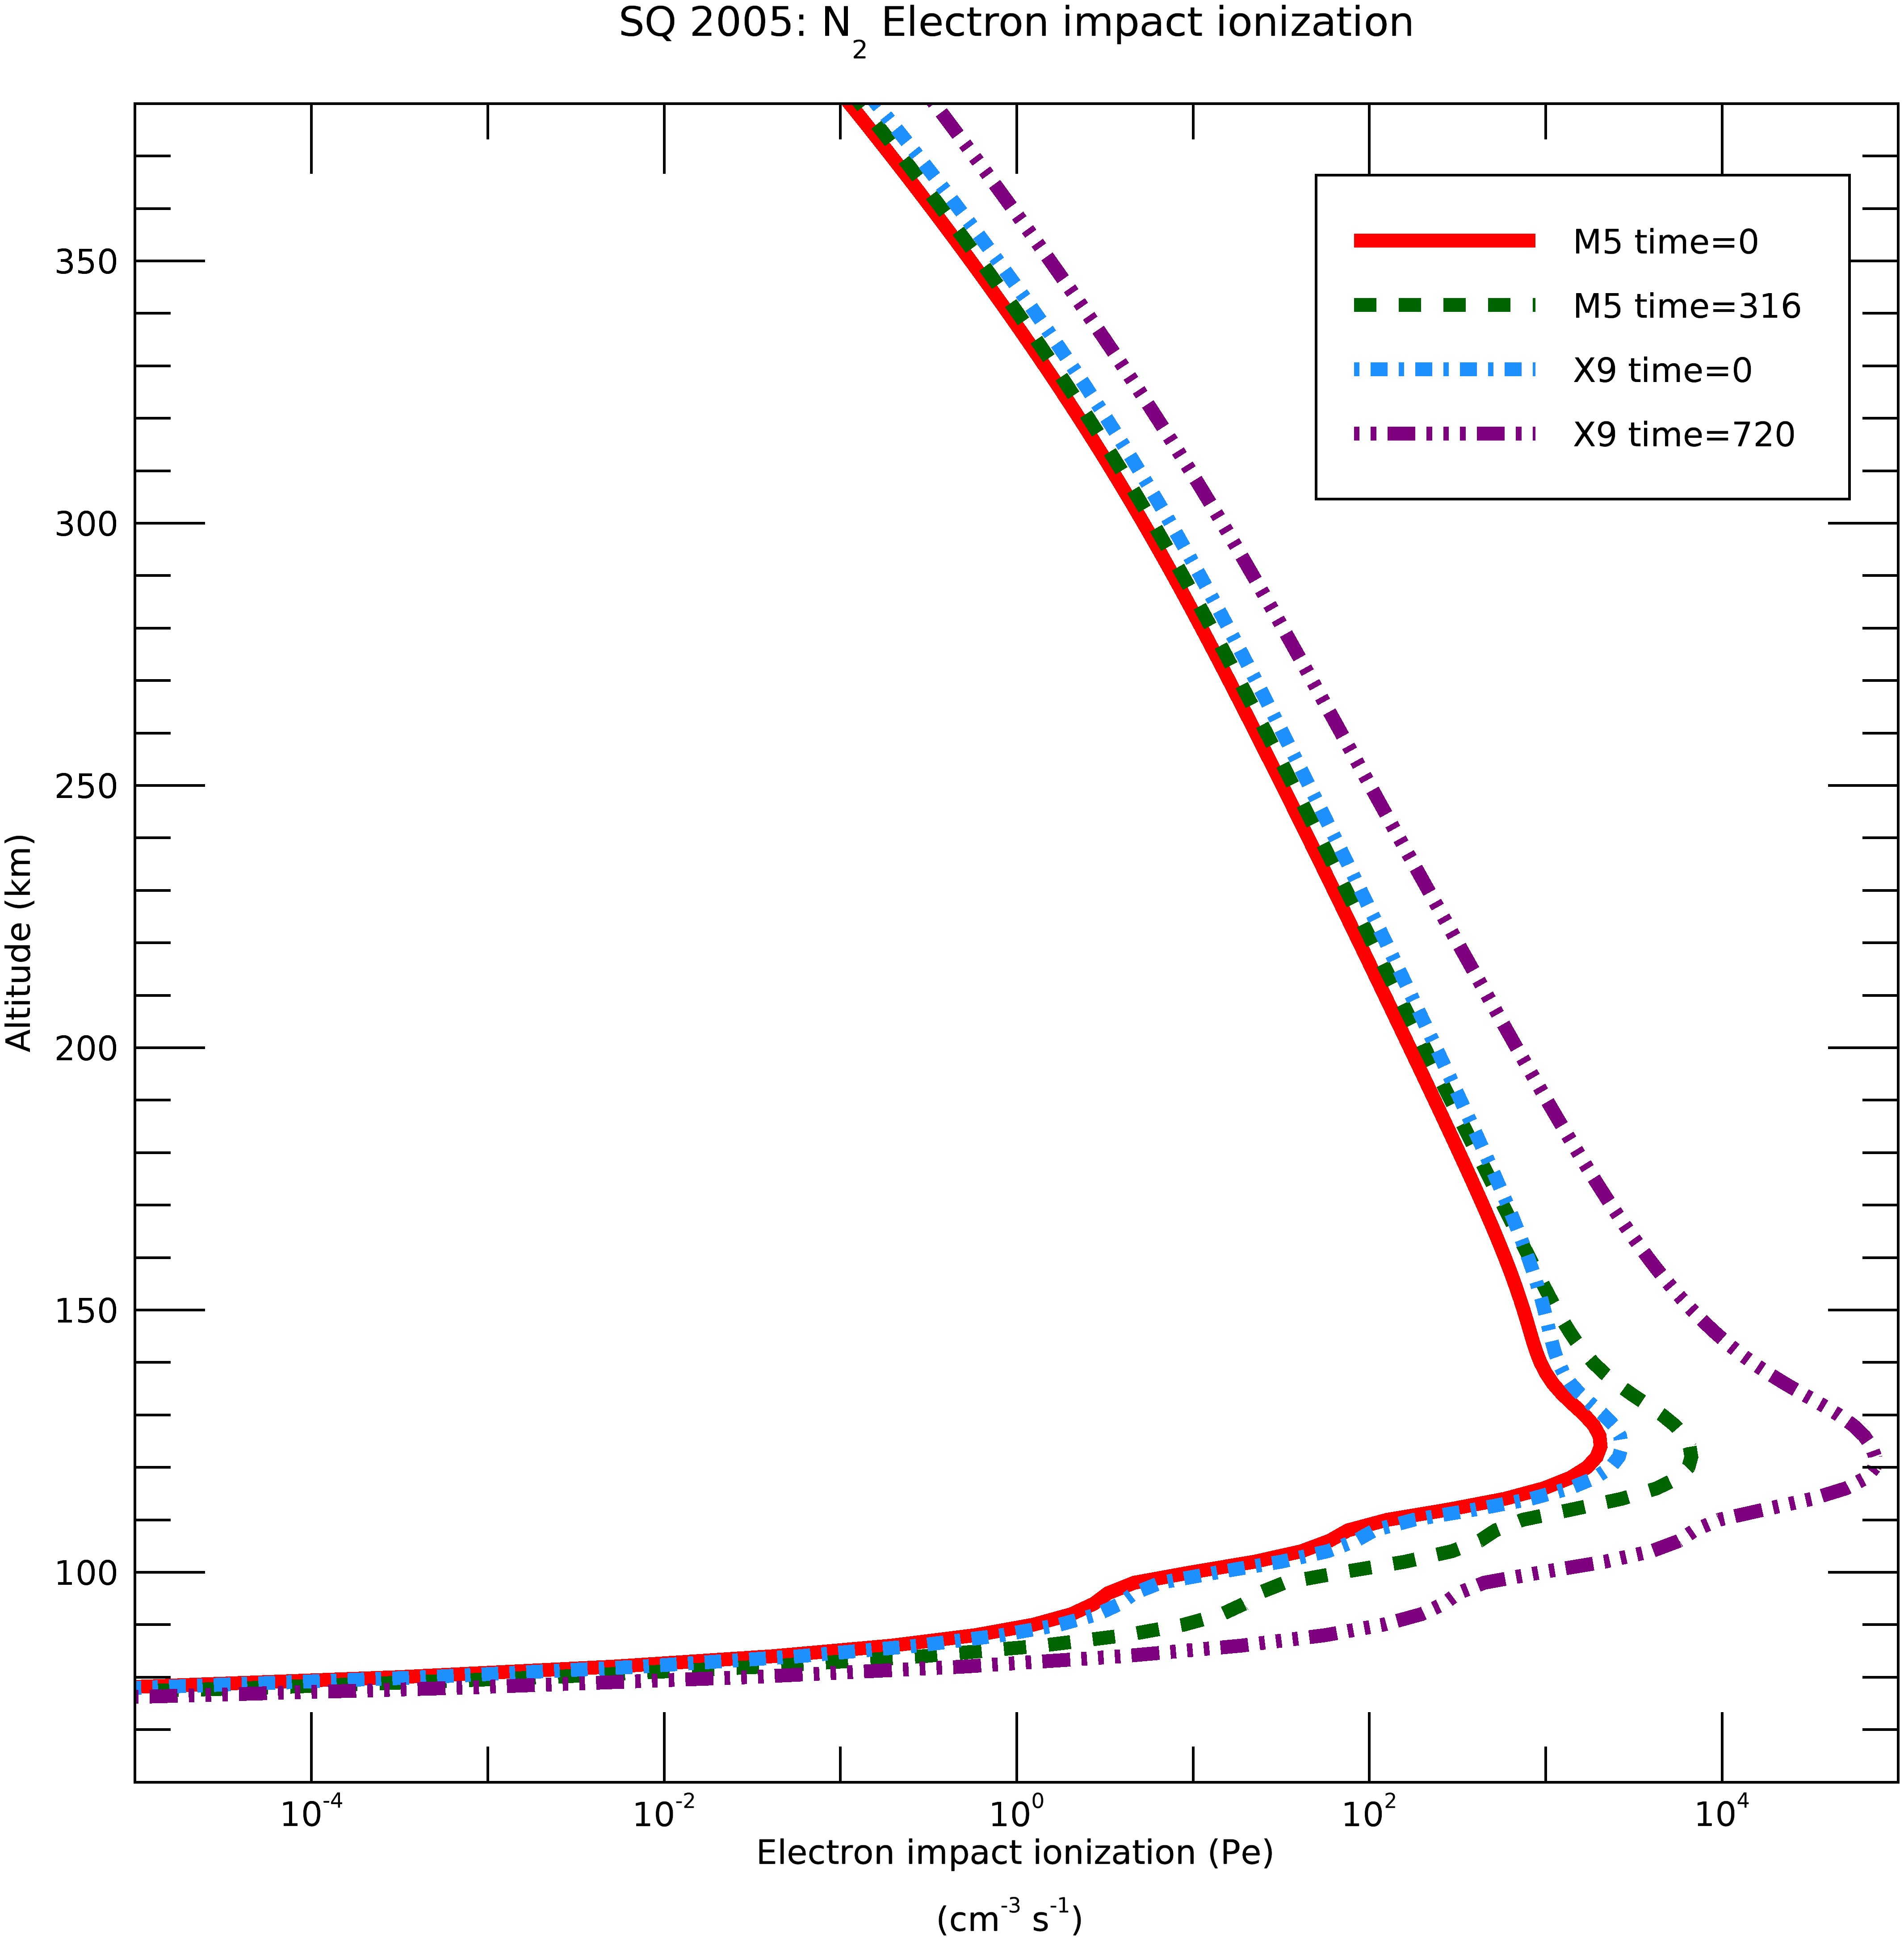 SQ 2005: N₂ Electron impact ionization
M5 time=0
M5 time=316
X9 time=0
X9 time=720
Altitude (km)
350
300
250
200
150
100
10⁻⁴ 10⁻² 10⁰ 10² 10⁴
Electron impact ionization (Pe)
(cm⁻³ s⁻¹)